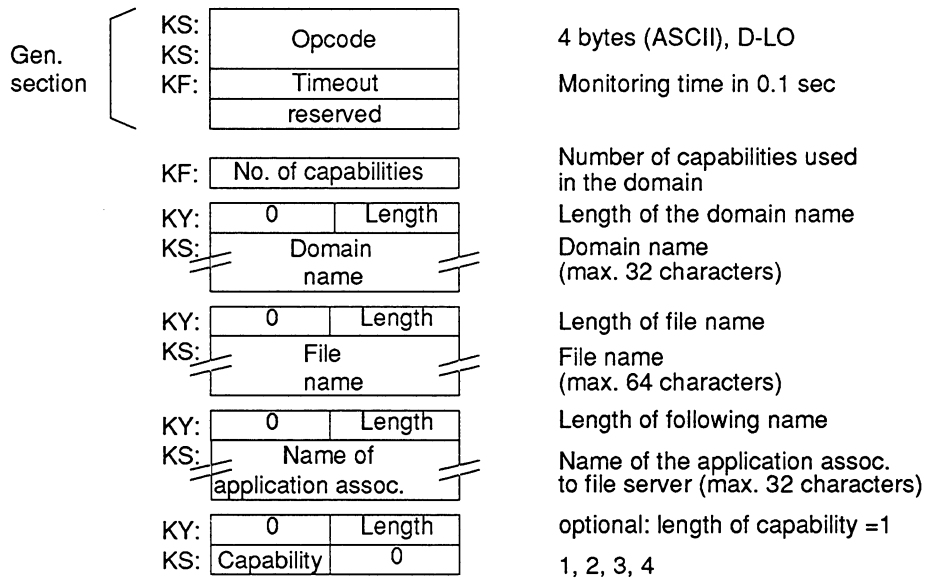 Gen.
section
KS: Opcode 4 bytes (ASCII), D-LO
KS:
KF: Timeout Monitoring time in 0.1 sec
reserved
KF: No. of capabilities Number of capabilities used
in the domain
KY: 0 Length Length of the domain name
KS: Domain Domain name
name (max. 32 characters)
KY: 0 Length Length of file name
KS: File File name
name (max. 64 characters)
KY: 0 Length Length of following name
KS: Name of Name of the application assoc.
application assoc. to file server (max. 32 characters)
KY: 0 Length optional: length of capability =1
KS: Capability 0 1, 2, 3, 4